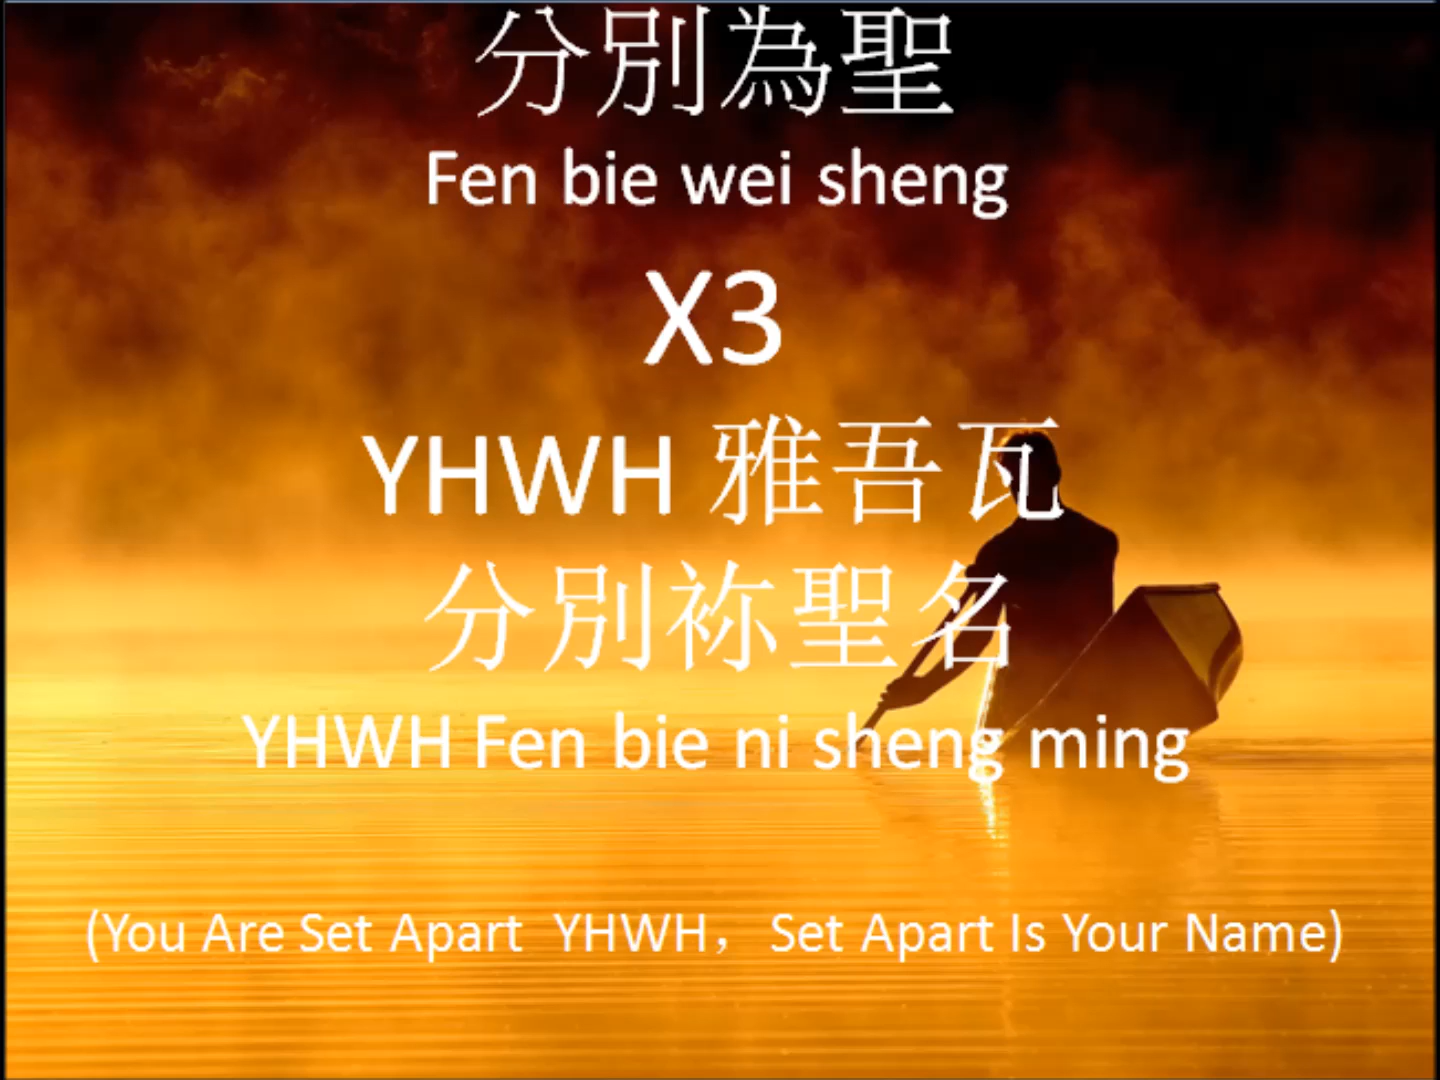 分別為聖
Fen bie wei sheng
X3
YHWH 雅吾瓦
分別祢聖名
YHWH Fen bie ni sheng ming
(You Are Set Apart  YHWH，Set Apart Is Your Name)